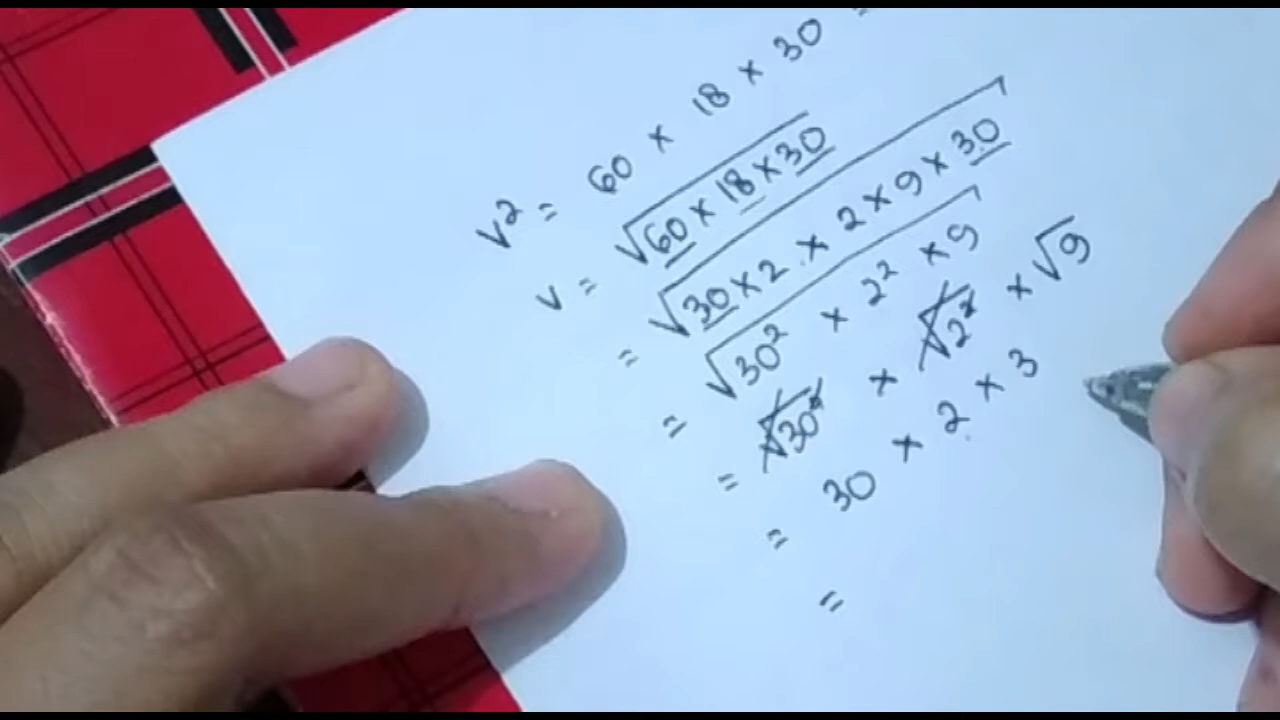 V² = 60 × 18 × 30 =
V = √60 × 18 × 30
= √30 × 2 × 2 × 9 × 30
= √30² × 2² × 9
= √30² × √2² × √9
= 30 × 2 × 3
=